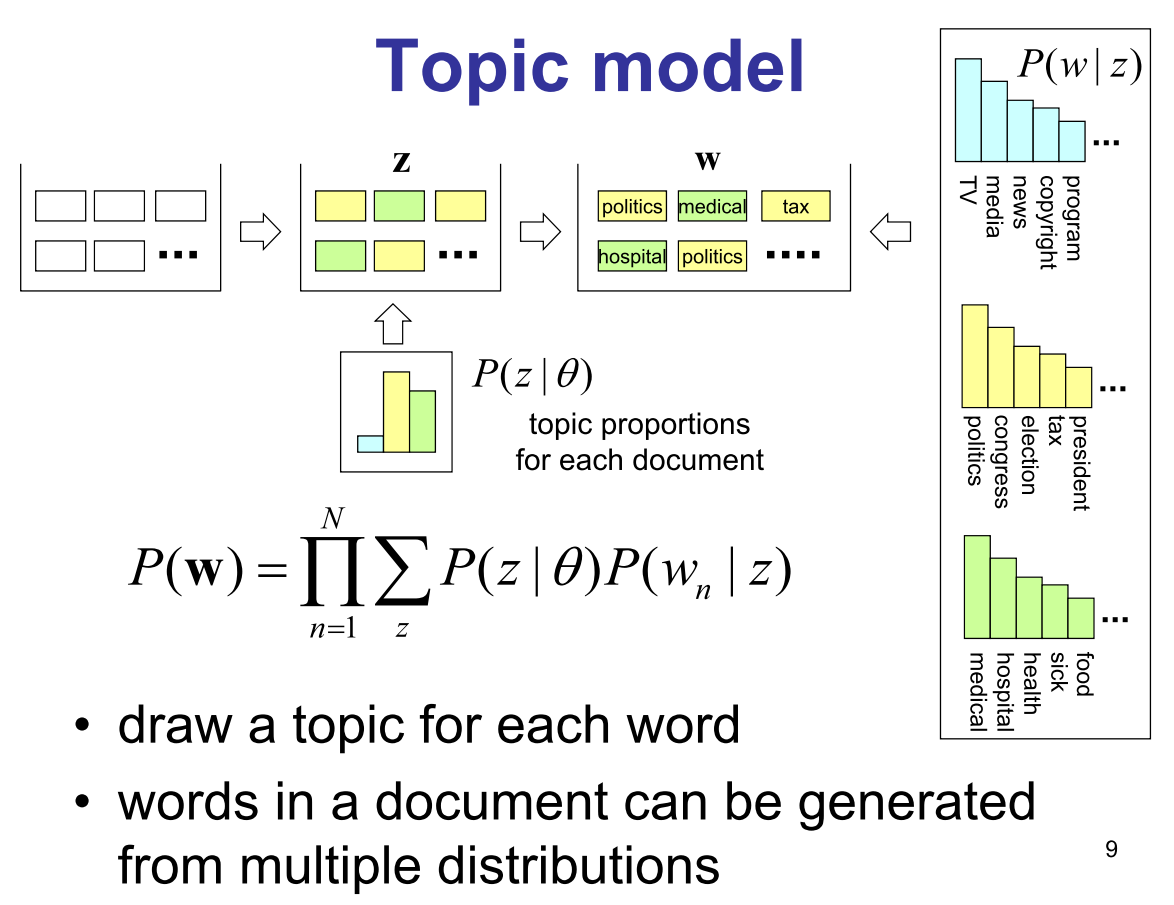 Topic model
P(w | z)
z
w
politics medical tax
hospital politics ....
...
...
TV
media
news
copyright
program
...
P(z | θ)
topic proportions
for each document
politics
congress
election
tax
president
...
P(w) = ∏_{n=1}^{N} ∑_{z} P(z | θ)P(w_n | z)
medical
hospital
health
sick
food
...
• draw a topic for each word
• words in a document can be generated
from multiple distributions
9